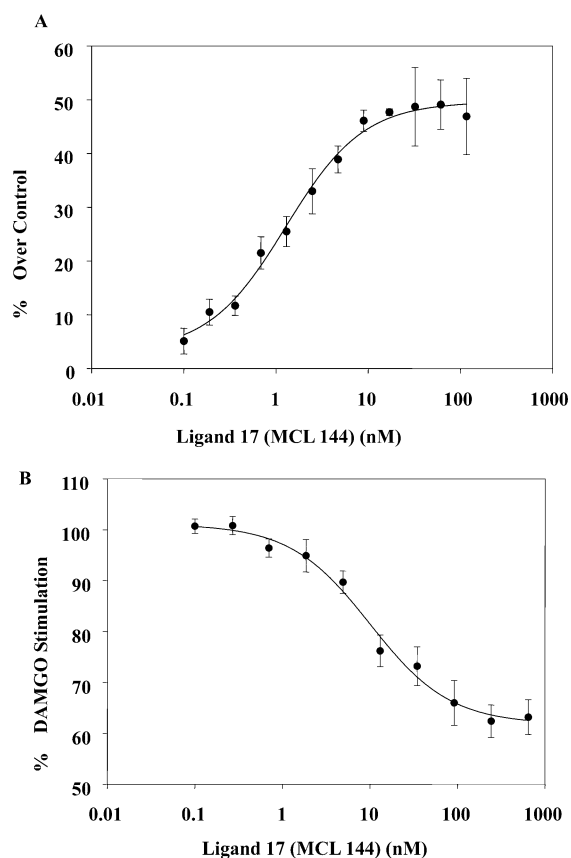 A
60
50
40
30
20
10
0
% Over Control
0.01 0.1 1 10 100 1000
Ligand 17 (MCL 144) (nM)
B
110
100
90
80
70
60
50
% DAMGO Stimulation
0.01 0.1 1 10 100 1000
Ligand 17 (MCL 144) (nM)